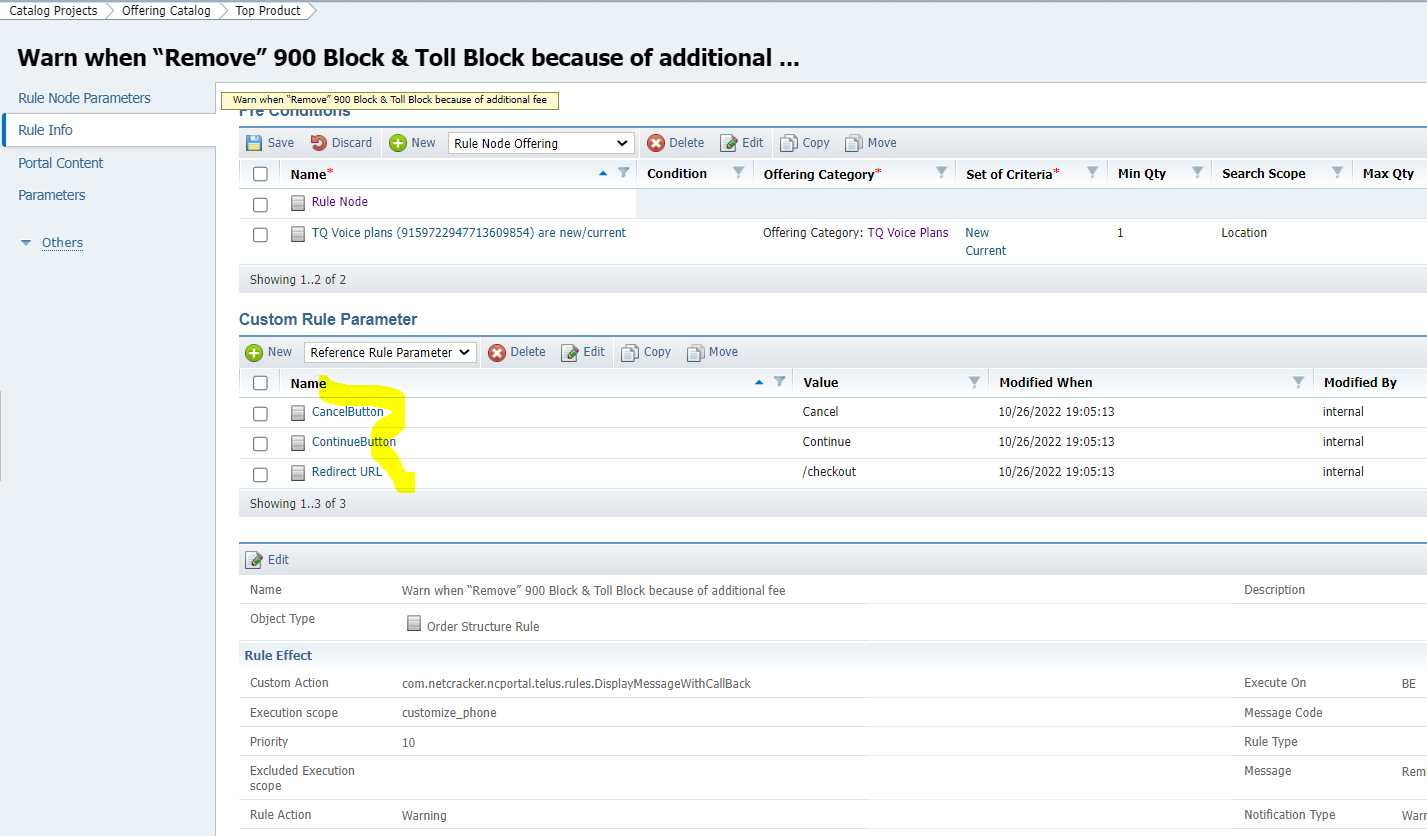 Catalog Projects Offering Catalog Top Product
Warn when “Remove” 900 Block & Toll Block because of additional ...
Rule Node Parameters
Rule Info
Portal Content
Parameters
Others
Warn when “Remove” 900 Block & Toll Block because of additional fee
Pre Conditions
Save Discard New Rule Node Offering Delete Edit Copy Move
Name* Condition Offering Category* Set of Criteria* Min Qty Search Scope Max Qty
Rule Node
TQ Voice plans (9159722947713609854) are new/current Offering Category: TQ Voice Plans New 1 Location
Current
Showing 1..2 of 2
Custom Rule Parameter
New Reference Rule Parameter Delete Edit Copy Move
Name Value Modified When Modified By
CancelButton Cancel 10/26/2022 19:05:13 internal
ContinueButton Continue 10/26/2022 19:05:13 internal
Redirect URL /checkout 10/26/2022 19:05:13 internal
Showing 1..3 of 3
Edit
Name Warn when “Remove” 900 Block & Toll Block because of additional fee Description
Object Type Order Structure Rule
Rule Effect
Custom Action com.netcracker.ncportal.telus.rules.DisplayMessageWithCallBack Execute On BE
Execution scope customize_phone Message Code
Priority 10 Rule Type
Excluded Execution Message
scope
Rule Action Warning Notification Type